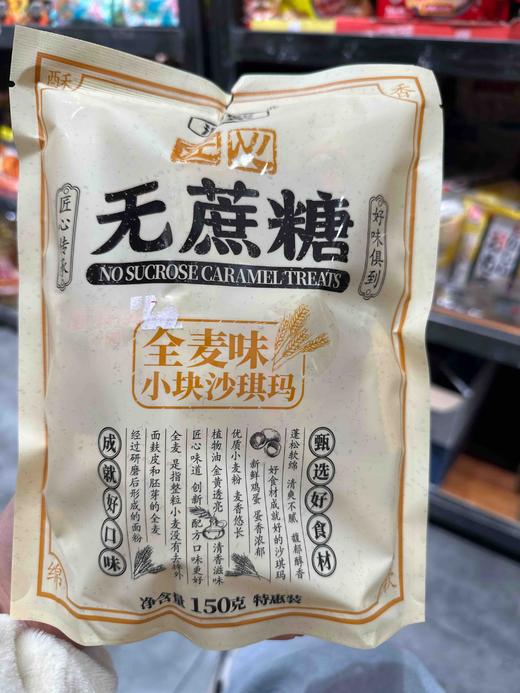 酥
香
匠心传承
无蔗糖
好味俱到
NO SUCROSE CARAMEL TREATS
全麦味
小块沙琪玛
甄选好食材
蓬松软绵 清爽不腻 馥郁醇香
好食材成就好的沙琪玛
新鲜鸡蛋 蛋香浓郁
优质小麦粉 麦香悠长
植物油 金黄透亮 清香滋味
匠心味道 创新配方 口味更好
全麦 是指整粒小麦没有去掉外
面麸皮和胚芽的全麦
经过研磨后形成的面粉
成就好口味
绵
净含量 150克 特惠装